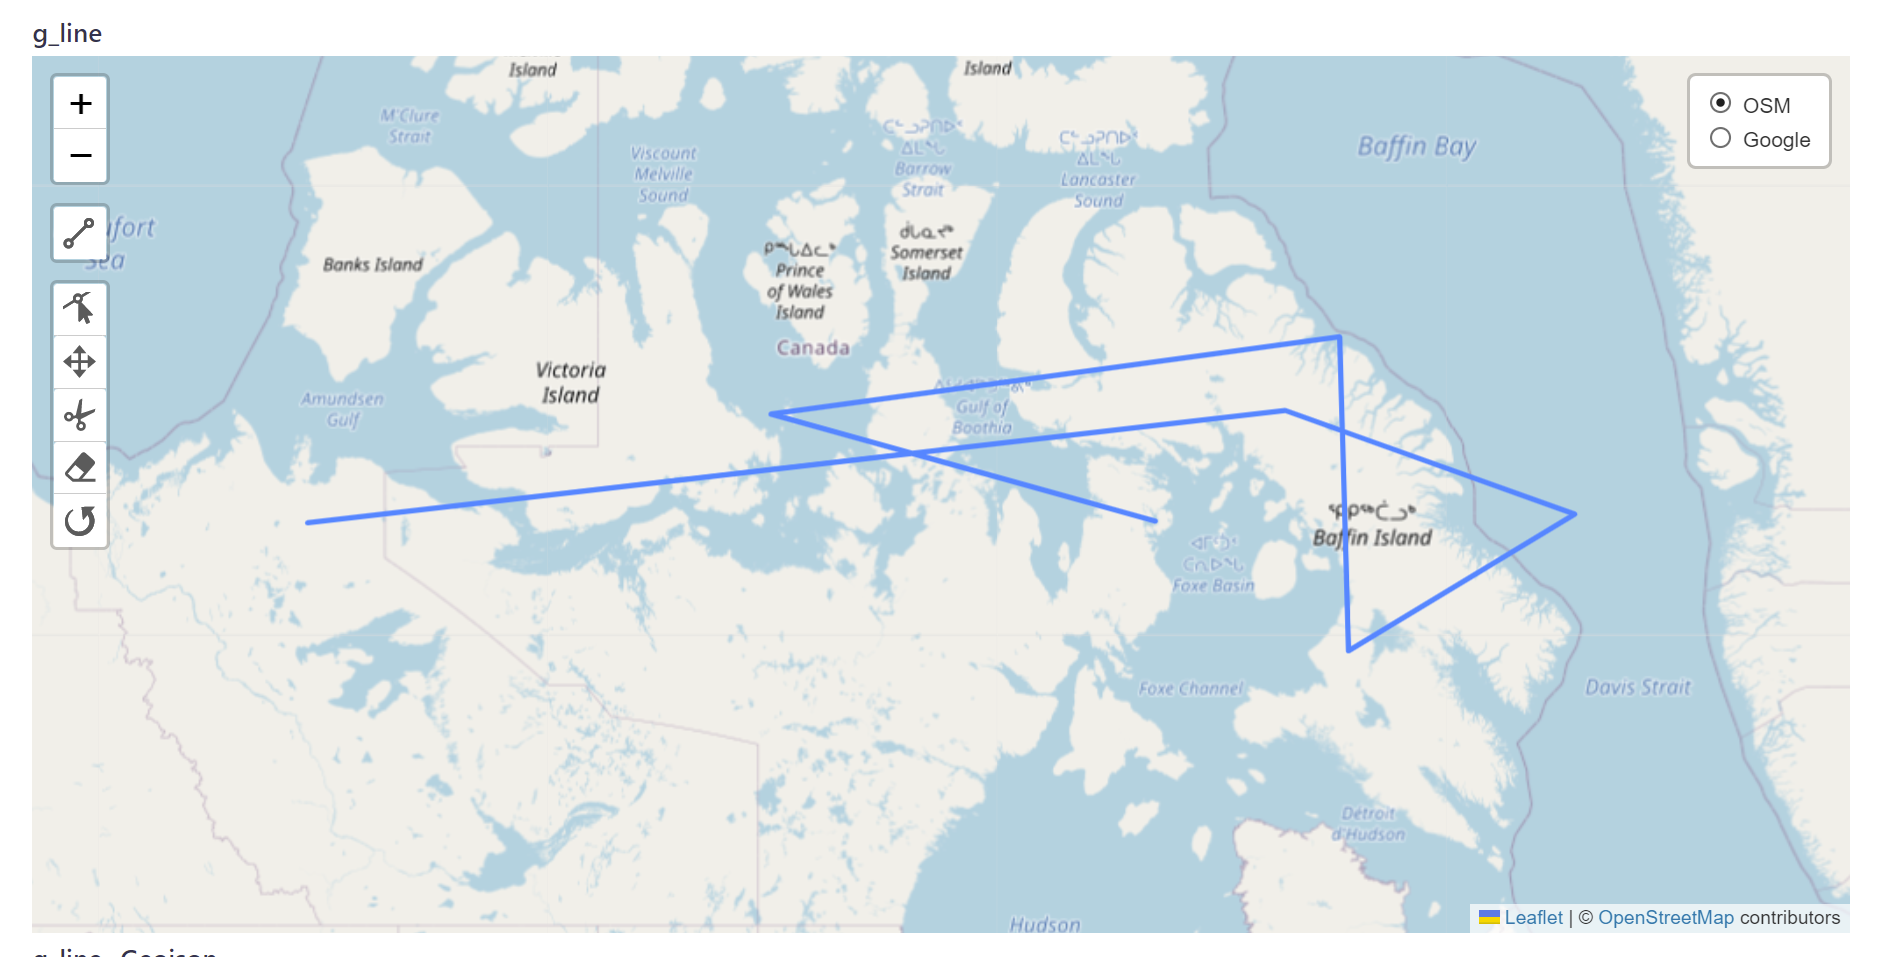 g_line
+
−
OSM
Google
Island
Island
M'Clure
Strait
Viscount
Melville
Sound
Barrow
Strait
Lancaster
Sound
Baffin Bay
ufort
Sea
Banks Island
Prince
of Wales
Island
Somerset
Island
Canada
Victoria
Island
Amundsen
Gulf
Gulf of
Boothia
Baffin Island
Foxe Basin
Foxe Channel
Davis Strait
Détroit
d'Hudson
Hudson
Leaflet | © OpenStreetMap contributors